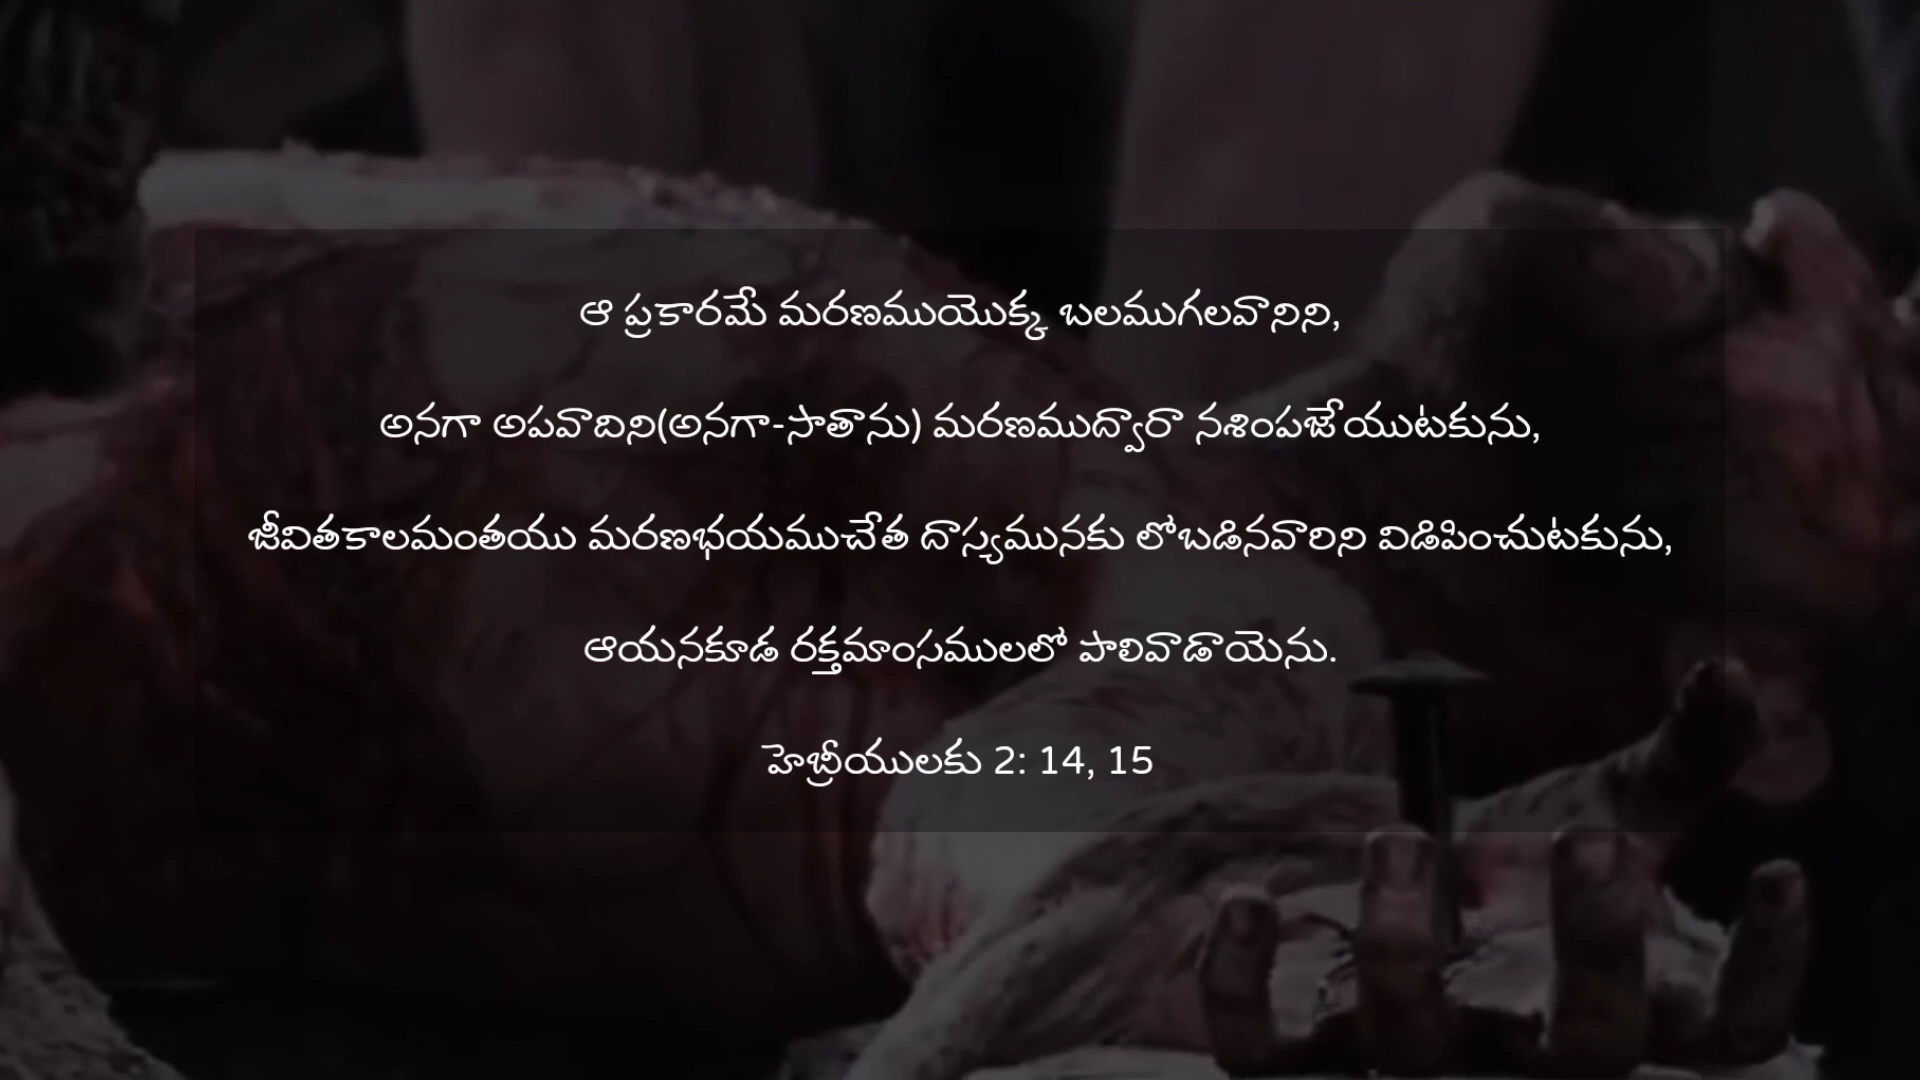 ఆ ప్రకారమే మరణముయొక్క బలముగలవానిని,
అనగా అపవాదిని(అనగా-సాతాను) మరణముద్వారా నశింపజేయుటకును,
జీవితకాలమంతయు మరణభయముచేత దాస్యమునకు లోబడినవారిని విడిపించుటకును,
ఆయనకూడ రక్తమాంసములలో పాలివాడాయెను.
హెబ్రీయులకు 2: 14, 15